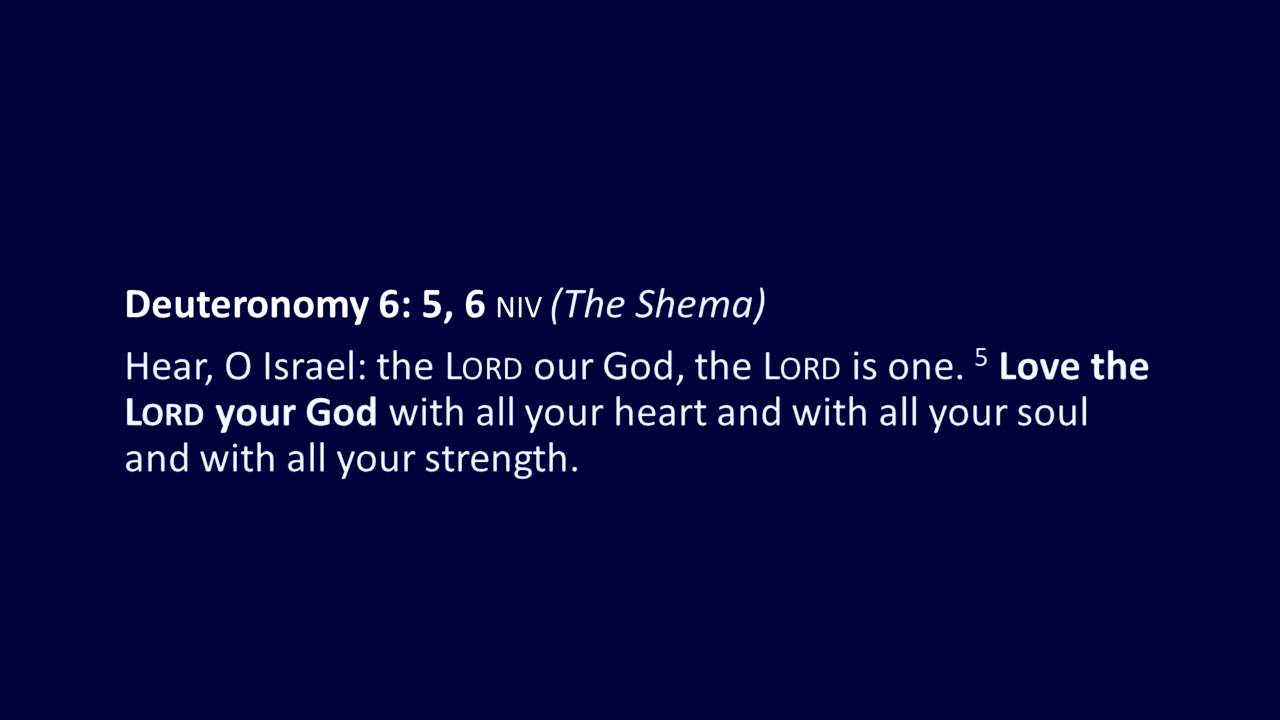 Deuteronomy 6: 5, 6 NIV (The Shema)
Hear, O Israel: the LORD our God, the LORD is one. 5 Love the
LORD your God with all your heart and with all your soul
and with all your strength.